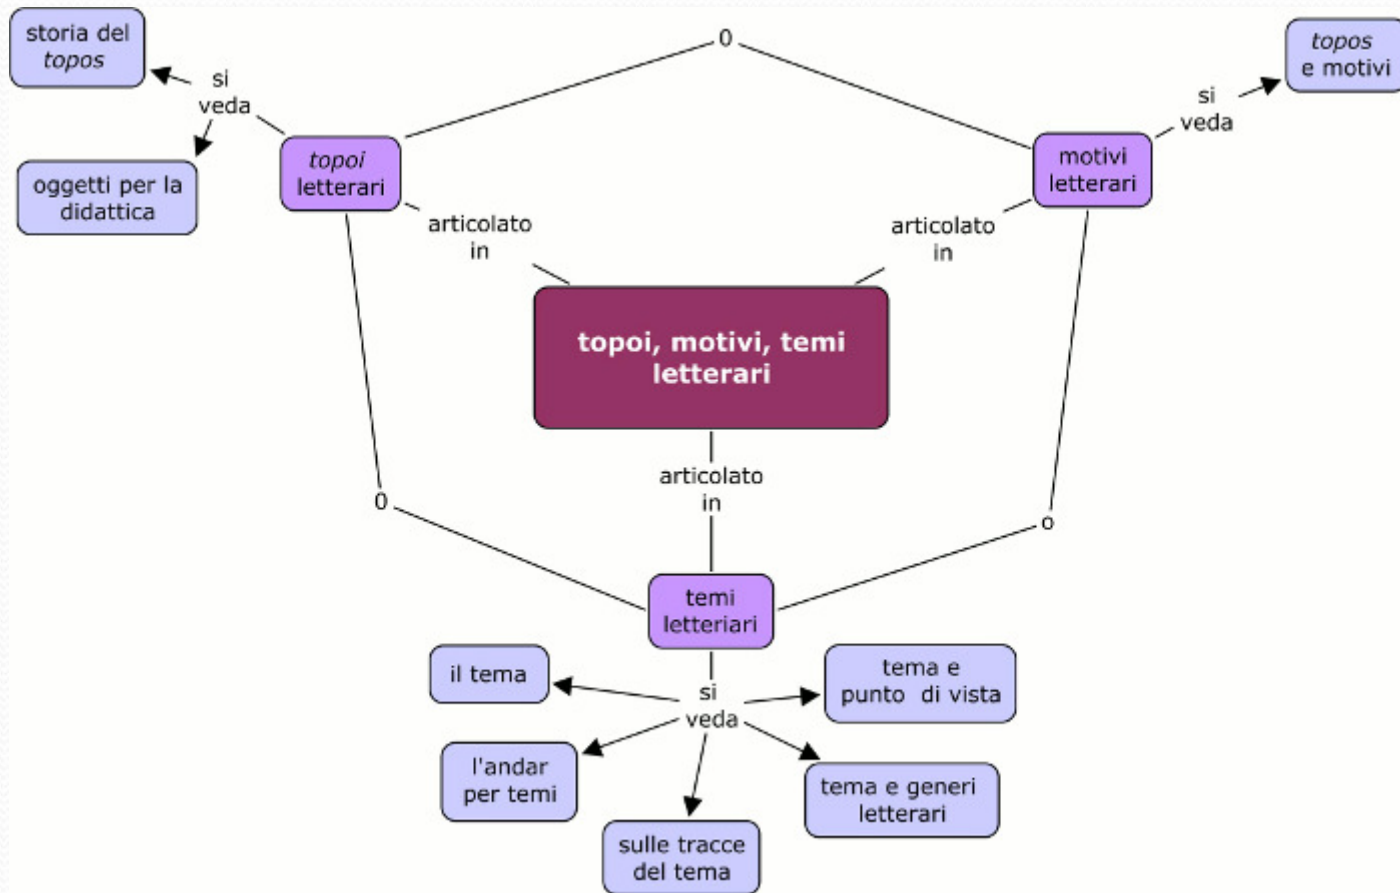 storia del
topos
0
topos
e motivi
si
veda
si
veda
topoi
letterari
motivi
letterari
oggetti per la
didattica
articolato
in
articolato
in
topoi, motivi, temi
letterari
articolato
in
0
o
temi
letteriari
il tema
si
veda
tema e
punto di vista
l'andar
per temi
tema e generi
letterari
sulle tracce
del tema